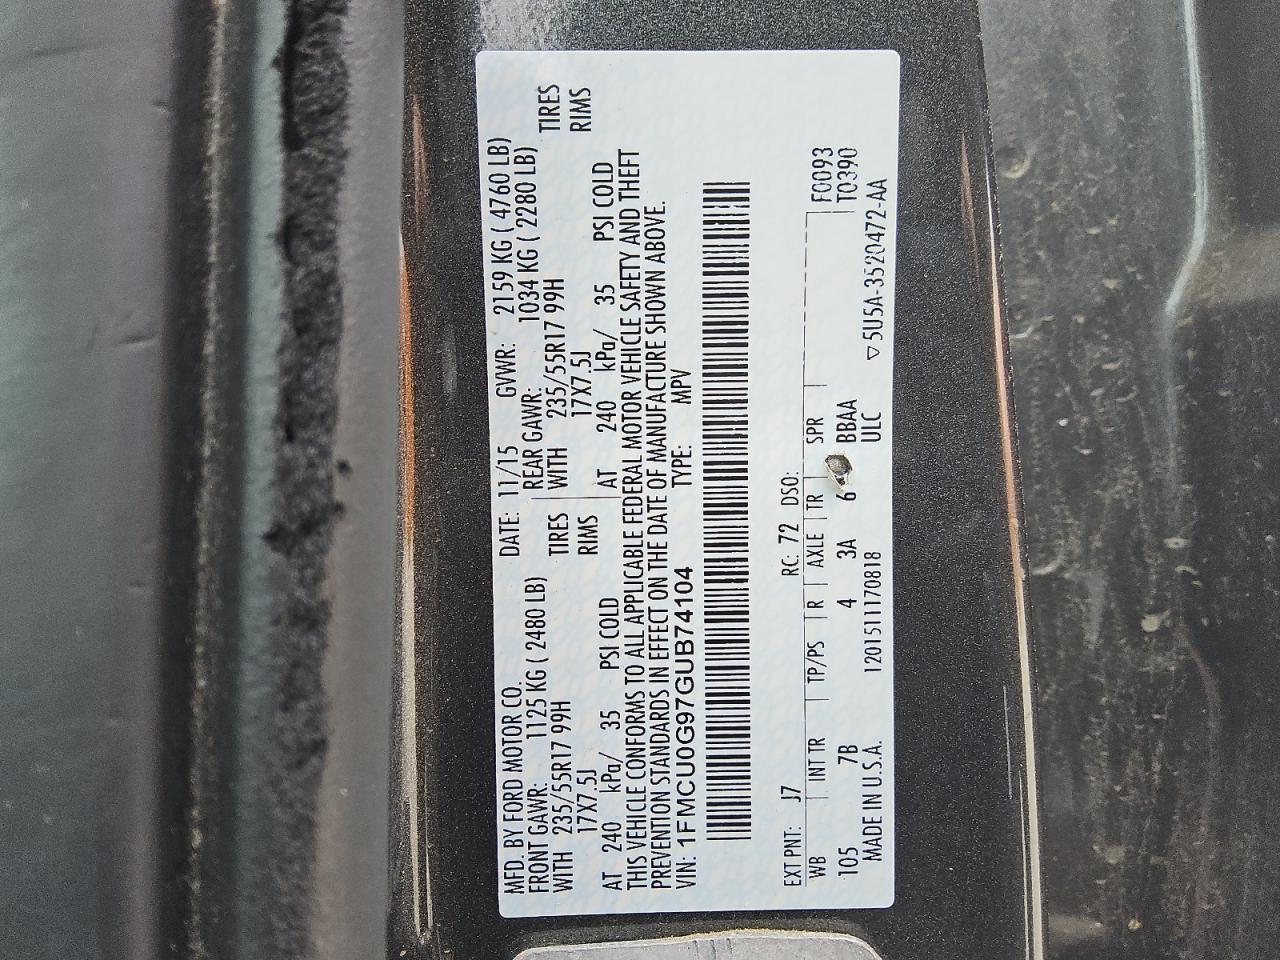 MFD. BY FORD MOTOR CO. DATE: 11/15 GVWR: 2159 KG ( 4760 LB)
FRONT GAWR: 1125 KG ( 2480 LB) REAR GAWR: 1034 KG ( 2280 LB)
WITH 235/55R17 99H TIRES WITH 235/55R17 99H TIRES
17X7.5J RIMS 17X7.5J RIMS
AT 240 kPa/ 35 PSI COLD AT 240 kPa/ 35 PSI COLD
THIS VEHICLE CONFORMS TO ALL APPLICABLE FEDERAL MOTOR VEHICLE SAFETY AND THEFT
PREVENTION STANDARDS IN EFFECT ON THE DATE OF MANUFACTURE SHOWN ABOVE.
VIN: 1FMCU0G97GUB74104 TYPE: MPV
EXT PNT: J7 RC: 72 DSO: F0093
WB INT TR TP/PS R AXLE TR SPR T0390
105 7B 4 3A 6 BBAA
MADE IN U.S.A. 120151117​0818 ULC ▽5U5A-3520472-AA